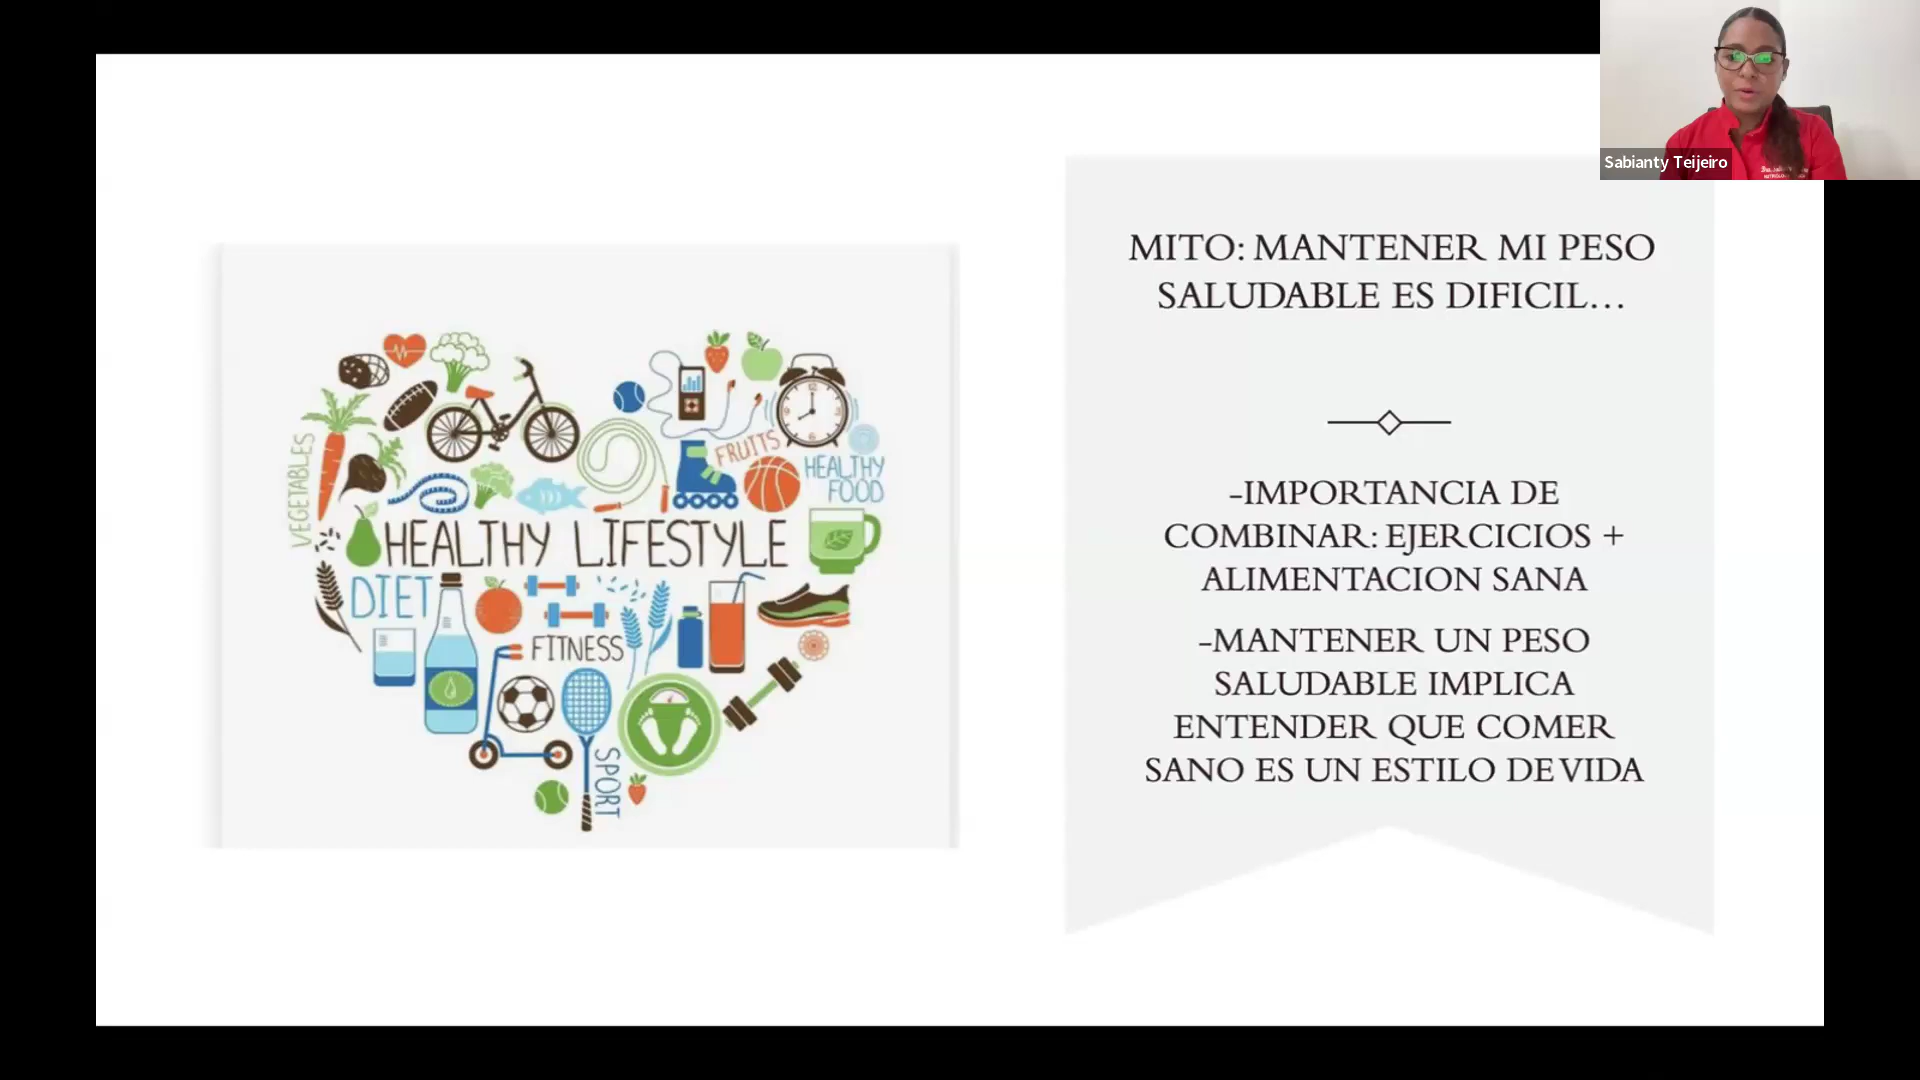 Sabianty Teijeiro
MITO: MANTENER MI PESO
SALUDABLE ES DIFICIL...
-IMPORTANCIA DE
COMBINAR: EJERCICIOS +
ALIMENTACION SANA
-MANTENER UN PESO
SALUDABLE IMPLICA
ENTENDER QUE COMER
SANO ES UN ESTILO DE VIDA
VEGETABLES
FRUITS
HEALTHY
FOOD
HEALTHY LIFESTYLE
DIET
FITNESS
SPORT